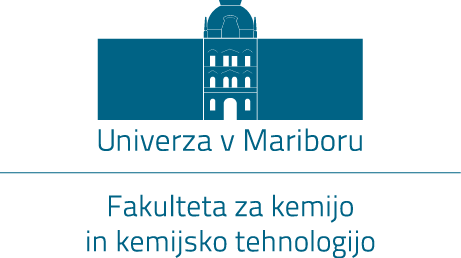 Univerza v Mariboru
Fakulteta za kemijo
in kemijsko tehnologijo